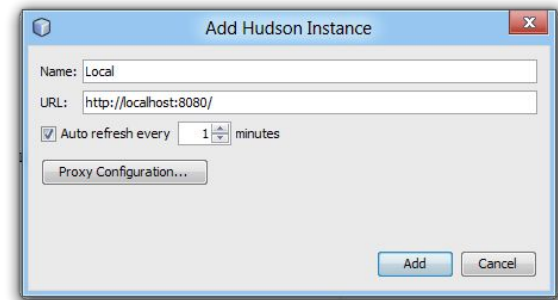 Add Hudson Instance
Name: Local
URL: http://localhost:8080/
Auto refresh every 1 minutes
Proxy Configuration...
Add Cancel